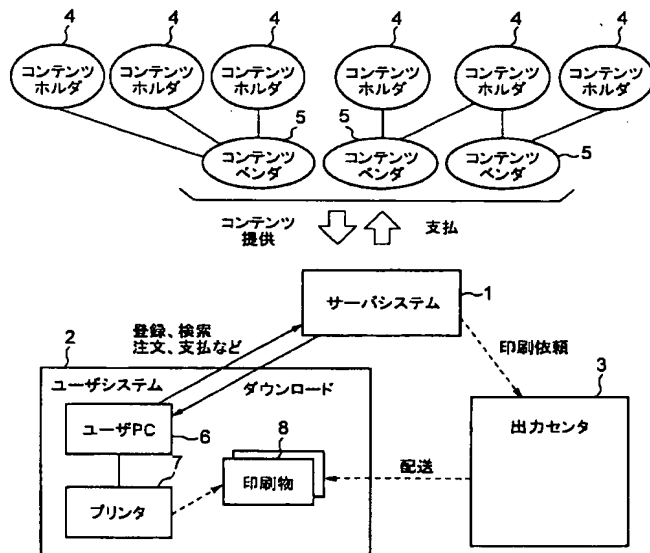 4 4 4 4 4 4
コンテンツ コンテンツ コンテンツ コンテンツ コンテンツ コンテンツ
ホルダ ホルダ ホルダ ホルダ ホルダ ホルダ
5 5
コンテンツ コンテンツ コンテンツ
ベンダ ベンダ ベンダ 5
コンテンツ 支払
提供
サーバシステム 1
登録、検索
注文、支払など
印刷依頼
2 3
ユーザシステム ダウンロード
出力センタ
ユーザPC 6
8
7
印刷物 配送
プリンタ